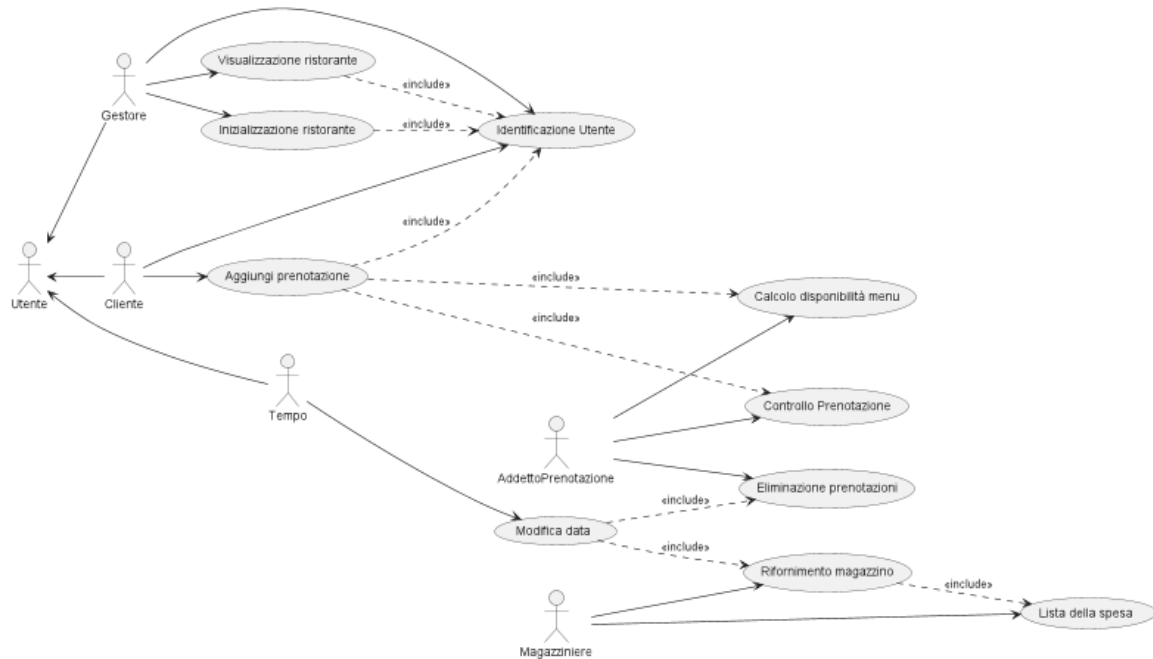 Visualizzazione ristorante
«include»
Gestore
Inizializzazione ristorante
«include»
Identificazione Utente
«include»
Utente
Cliente
Aggiungi prenotazione
«include»
Calcolo disponibilità menu
«include»
Tempo
Controllo Prenotazione
AddettoPrenotazione
Eliminazione prenotazioni
«include»
Modifica data
«include»
Rifornimento magazzino
«include»
Lista della spesa
Magazziniere